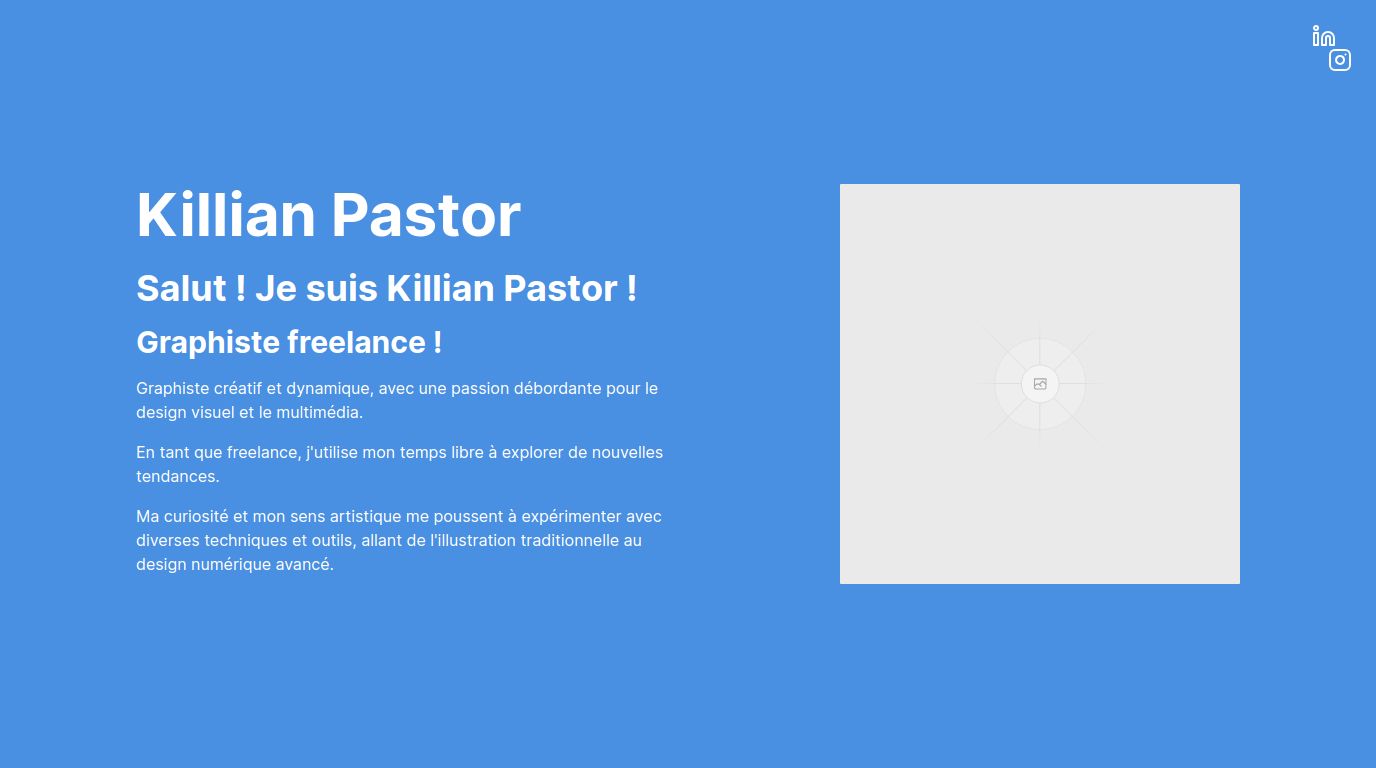 Killian Pastor
Salut ! Je suis Killian Pastor !
Graphiste freelance !
Graphiste créatif et dynamique, avec une passion débordante pour le
design visuel et le multimédia.
En tant que freelance, j'utilise mon temps libre à explorer de nouvelles
tendances.
Ma curiosité et mon sens artistique me poussent à expérimenter avec
diverses techniques et outils, allant de l'illustration traditionnelle au
design numérique avancé.